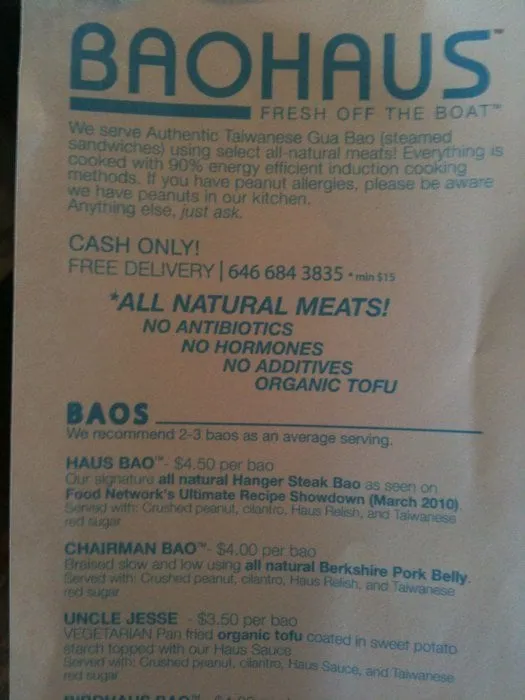 BAOHAUS™
FRESH OFF THE BOAT™
We serve Authentic Taiwanese Gua Bao (steamed
sandwiches) using select all-natural meats! Everything is
cooked with 90% energy efficient induction cooking
methods. If you have peanut allergies, please be aware
we have peanuts in our kitchen.
Anything else, just ask.
CASH ONLY!
FREE DELIVERY | 646 684 3835 * min $15
*ALL NATURAL MEATS!
NO ANTIBIOTICS
NO HORMONES
NO ADDITIVES
ORGANIC TOFU
BAOS
We recommend 2-3 baos as an average serving.
HAUS BAO™- $4.50 per bao
Our signature all natural Hanger Steak Bao as seen on
Food Network's Ultimate Recipe Showdown (March 2010)
Served with: Crushed peanut, cilantro, Haus Relish, and Taiwanese
red sugar
CHAIRMAN BAO™- $4.00 per bao
Braised slow and low using all natural Berkshire Pork Belly.
Served with: Crushed peanut, cilantro, Haus Relish, and Taiwanese
red sugar
UNCLE JESSE - $3.50 per bao
VEGETARIAN Pan fried organic tofu coated in sweet potato
starch topped with our Haus Sauce
Served with: Crushed peanut, cilantro, Haus Sauce, and Taiwanese
red sugar
BIRDHAUS BAO™